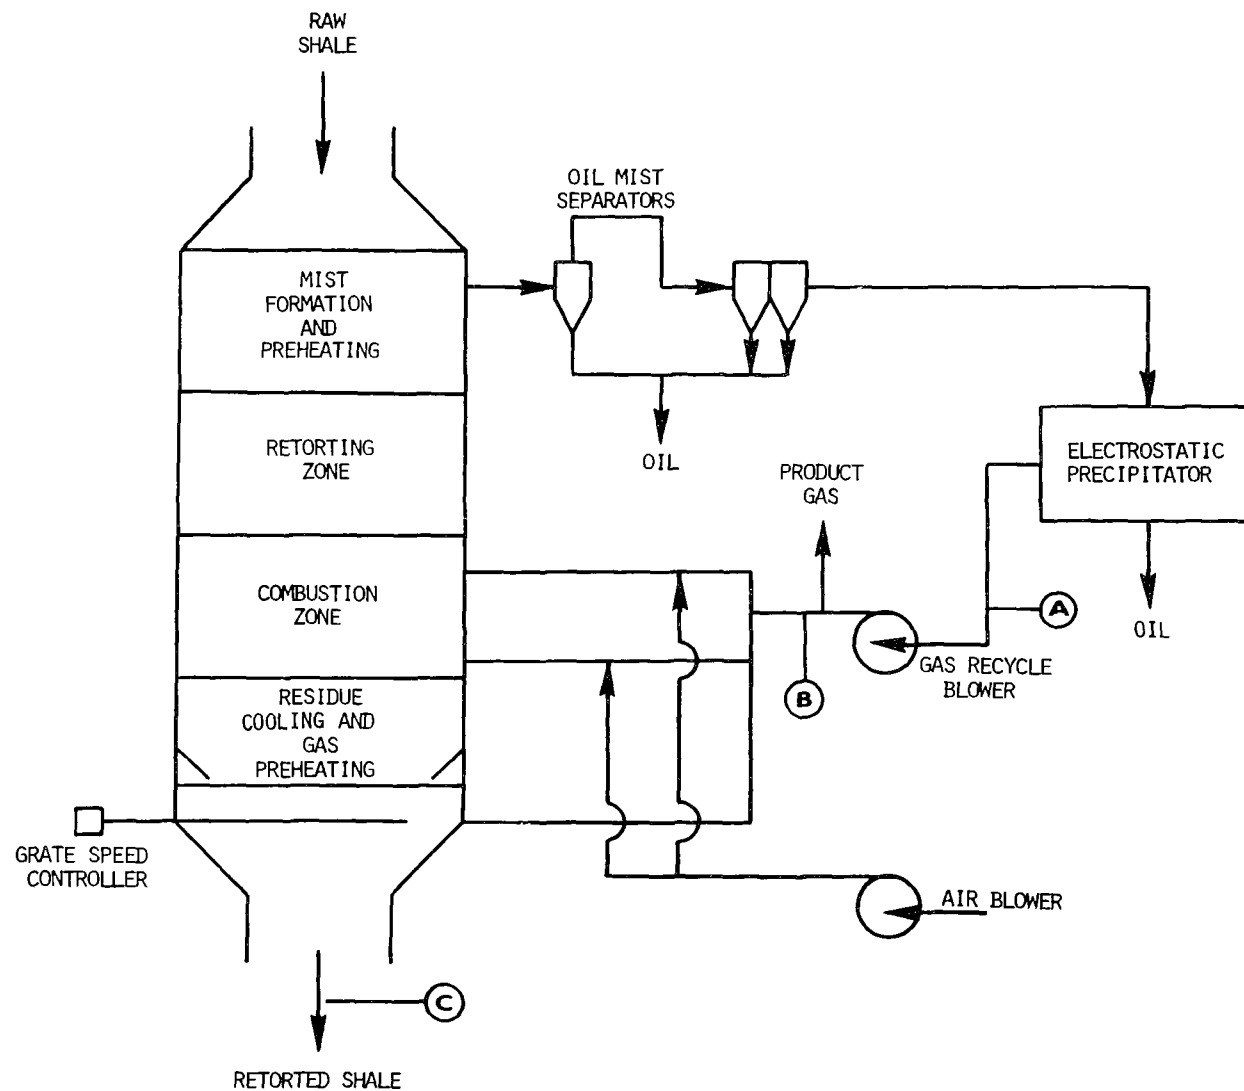 RAW
SHALE
OIL MIST
SEPARATORS
MIST
FORMATION
AND
PREHEATING
RETORTING
ZONE
OIL
PRODUCT
GAS
ELECTROSTATIC
PRECIPITATOR
COMBUSTION
ZONE
A
OIL
GAS RECYCLE
BLOWER
B
RESIDUE
COOLING AND
GAS
PREHEATING
GRATE SPEED
CONTROLLER
AIR BLOWER
C
RETORTED SHALE